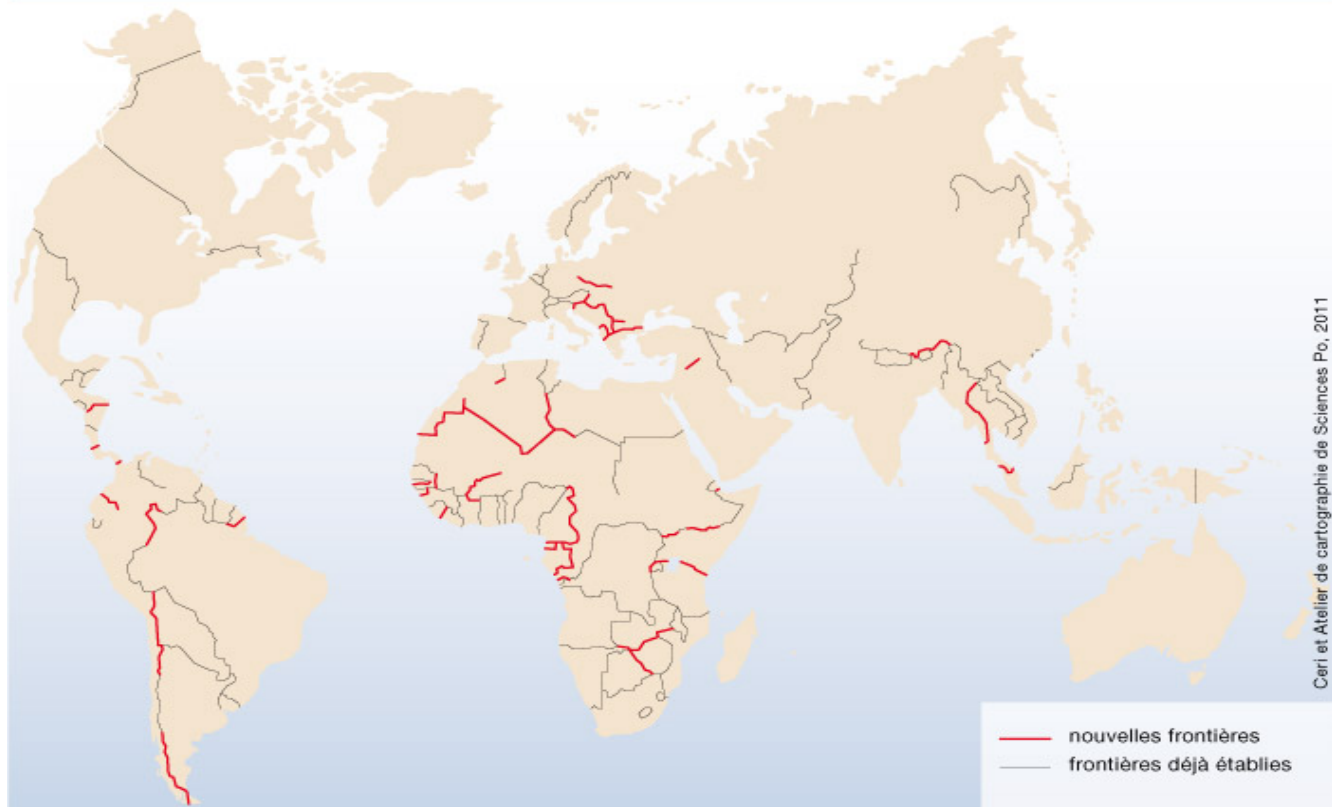 Ceri et Atelier de cartographie de Sciences Po, 2011
nouvelles frontières
frontières déjà établies